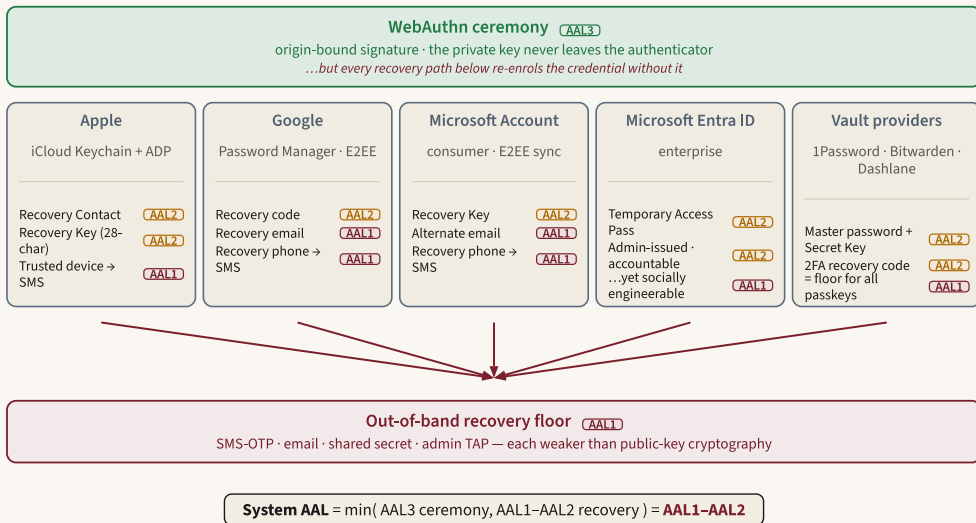 WebAuthn ceremony AAL3
origin-bound signature · the private key never leaves the authenticator
…but every recovery path below re-enrols the credential without it
Apple
iCloud Keychain + ADP
Recovery Contact AAL2
Recovery Key (28-
char) AAL2
Trusted device →
SMS AAL1
Google
Password Manager · E2EE
Recovery code AAL2
Recovery email AAL1
Recovery phone →
SMS AAL1
Microsoft Account
consumer · E2EE sync
Recovery Key AAL2
Alternate email AAL1
Recovery phone →
SMS AAL1
Microsoft Entra ID
enterprise
Temporary Access
Pass AAL2
Admin-issued ·
accountable AAL2
…yet socially
engineerable AAL1
Vault providers
1Password · Bitwarden ·
Dashlane
Master password +
Secret Key AAL2
2FA recovery code AAL2
= floor for all
passkeys AAL1
Out-of-band recovery floor AAL1
SMS-OTP · email · shared secret · admin TAP — each weaker than public-key cryptography
System AAL = min( AAL3 ceremony, AAL1–AAL2 recovery ) = AAL1–AAL2